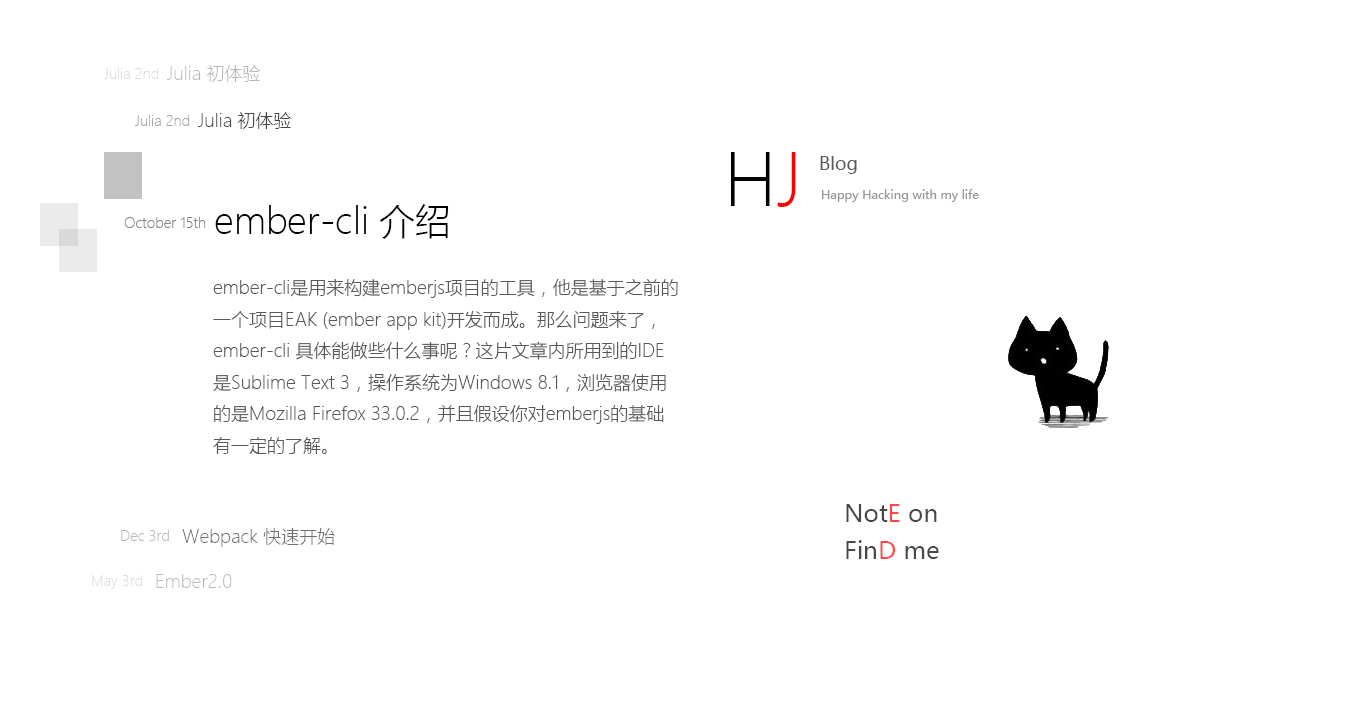 Julia 2nd Julia 初体验
Julia 2nd Julia 初体验
October 15th ember-cli 介绍
ember-cli是用来构建emberjs项目的工具，他是基于之前的
一个项目EAK (ember app kit)开发而成。那么问题来了，
ember-cli 具体能做些什么事呢？这片文章内所用到的IDE
是Sublime Text 3，操作系统为Windows 8.1，浏览器使用
的是Mozilla Firefox 33.0.2，并且假设你对emberjs的基础
有一定的了解。
Dec 3rd Webpack 快速开始
May 3rd Ember2.0
HJ Blog
Happy Hacking with my life
NotE on
FinD me